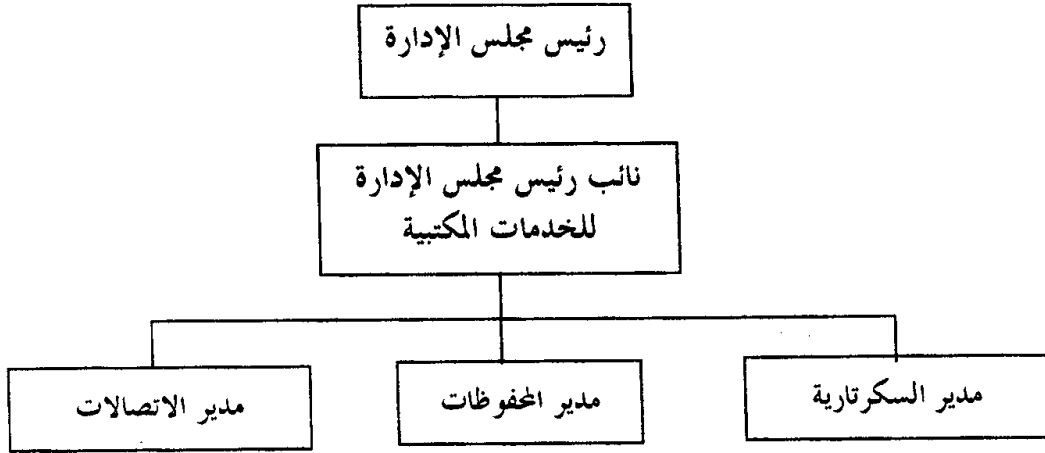 رئيس مجلس الإدارة
نائب رئيس مجلس الإدارة
للخدمات المكتبية
مدير السكرتارية
مدير المحفوظات
مدير الاتصالات